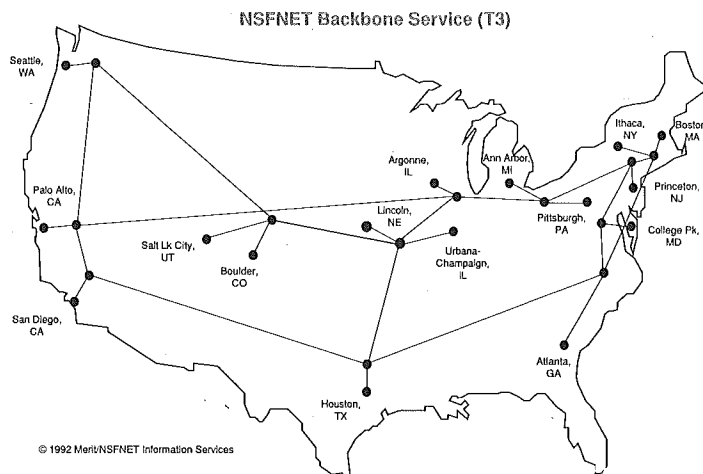 NSFNET Backbone Service (T3)
Seattle,
WA
Ithaca,
NY
Boston
MA
Argonne,
IL
Ann Arbor,
MI
Palo Alto,
CA
Lincoln,
NE
Princeton,
NJ
Pittsburgh,
PA
College Pk,
MD
Salt Lk City,
UT
Boulder,
CO
Urbana-
Champaign,
IL
San Diego,
CA
Atlanta,
GA
Houston,
TX
© 1992 Merit/NSFNET Information Services